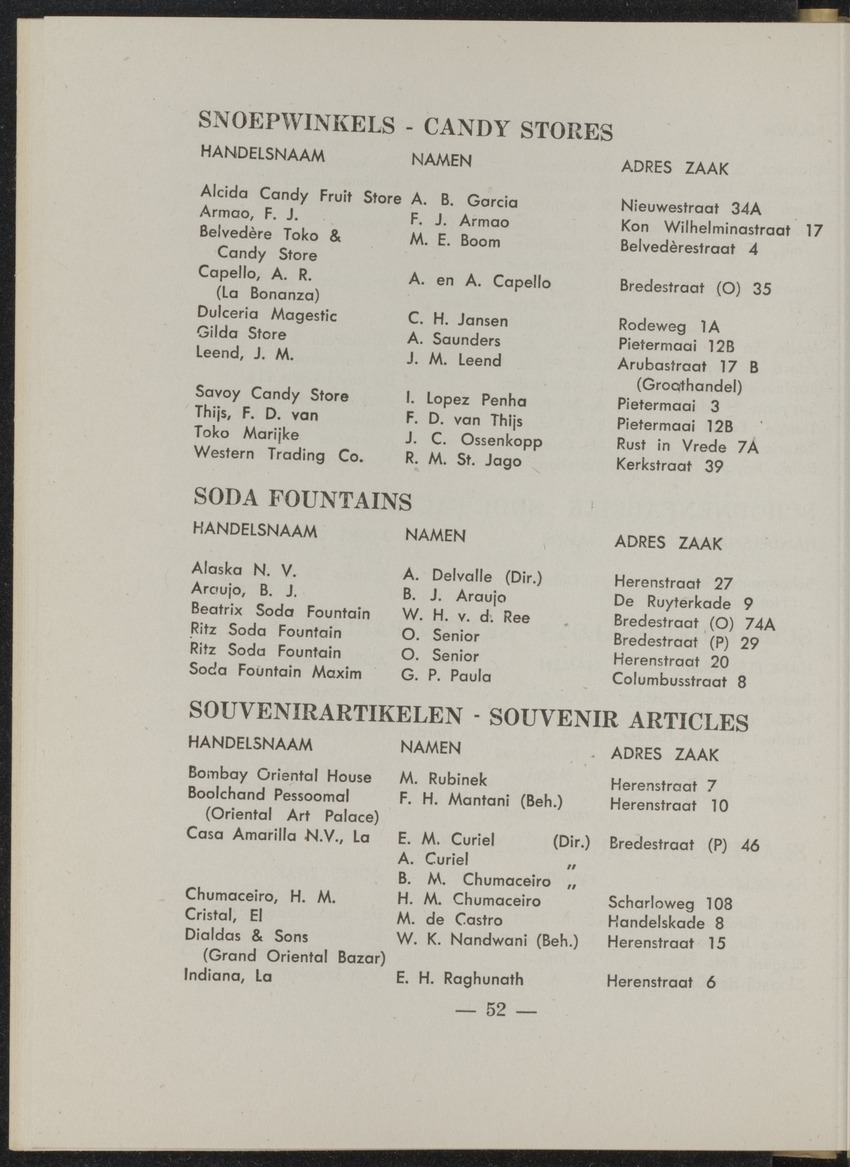 SNOEPWINKELS - CANDY STORES
HANDELSNAAM NAMEN ADRES ZAAK
Alcida Candy Fruit Store A. B. Garcia Nieuwestraat 34A
Armao, F. J. F. J. Armao Kon Wilhelminastraat 17
Belvedère Toko & M. E. Boom Belvedèrestraat 4
Candy Store
Capello, A. R. A. en A. Capello Bredestraat (O) 35
(La Bonanza)
Dulceria Magestic C. H. Jansen Rodeweg 1A
Gilda Store A. Saunders Pietermaai 12B
Leend, J. M. J. M. Leend Arubastraat 17 B
(Groothandel)
Savoy Candy Store I. Lopez Penha Pietermaai 3
Thijs, F. D. van F. D. van Thijs Pietermaai 12B
Toko Marijke J. C. Ossenkopp Rust in Vrede 7A
Western Trading Co. R. M. St. Jago Kerkstraat 39
SODA FOUNTAINS
HANDELSNAAM NAMEN ADRES ZAAK
Alaska N. V. A. Delvalle (Dir.) Herenstraat 27
Araujo, B. J. B. J. Araujo De Ruyterkade 9
Beatrix Soda Fountain W. H. v. d. Ree Bredestraat (O) 74A
Ritz Soda Fountain O. Senior Bredestraat (P) 29
Ritz Soda Fountain O. Senior Herenstraat 20
Soda Fountain Maxim G. P. Paula Columbusstraat 8
SOUVENIRARTIKELEN - SOUVENIR ARTICLES
HANDELSNAAM NAMEN ADRES ZAAK
Bombay Oriental House M. Rubinek Herenstraat 7
Boolchand Pessoomal F. H. Mantani (Beh.) Herenstraat 10
(Oriental Art Palace)
Casa Amarilla N.V., La E. M. Curiel (Dir.) Bredestraat (P) 46
A. Curiel „
B. M. Chumaceiro „
Chumaceiro, H. M. H. M. Chumaceiro Scharloweg 108
Cristal, El M. de Castro Handelskade 8
Dialdas & Sons W. K. Nandwani (Beh.) Herenstraat 15
(Grand Oriental Bazar)
Indiana, La E. H. Raghunath Herenstraat 6
— 52 —